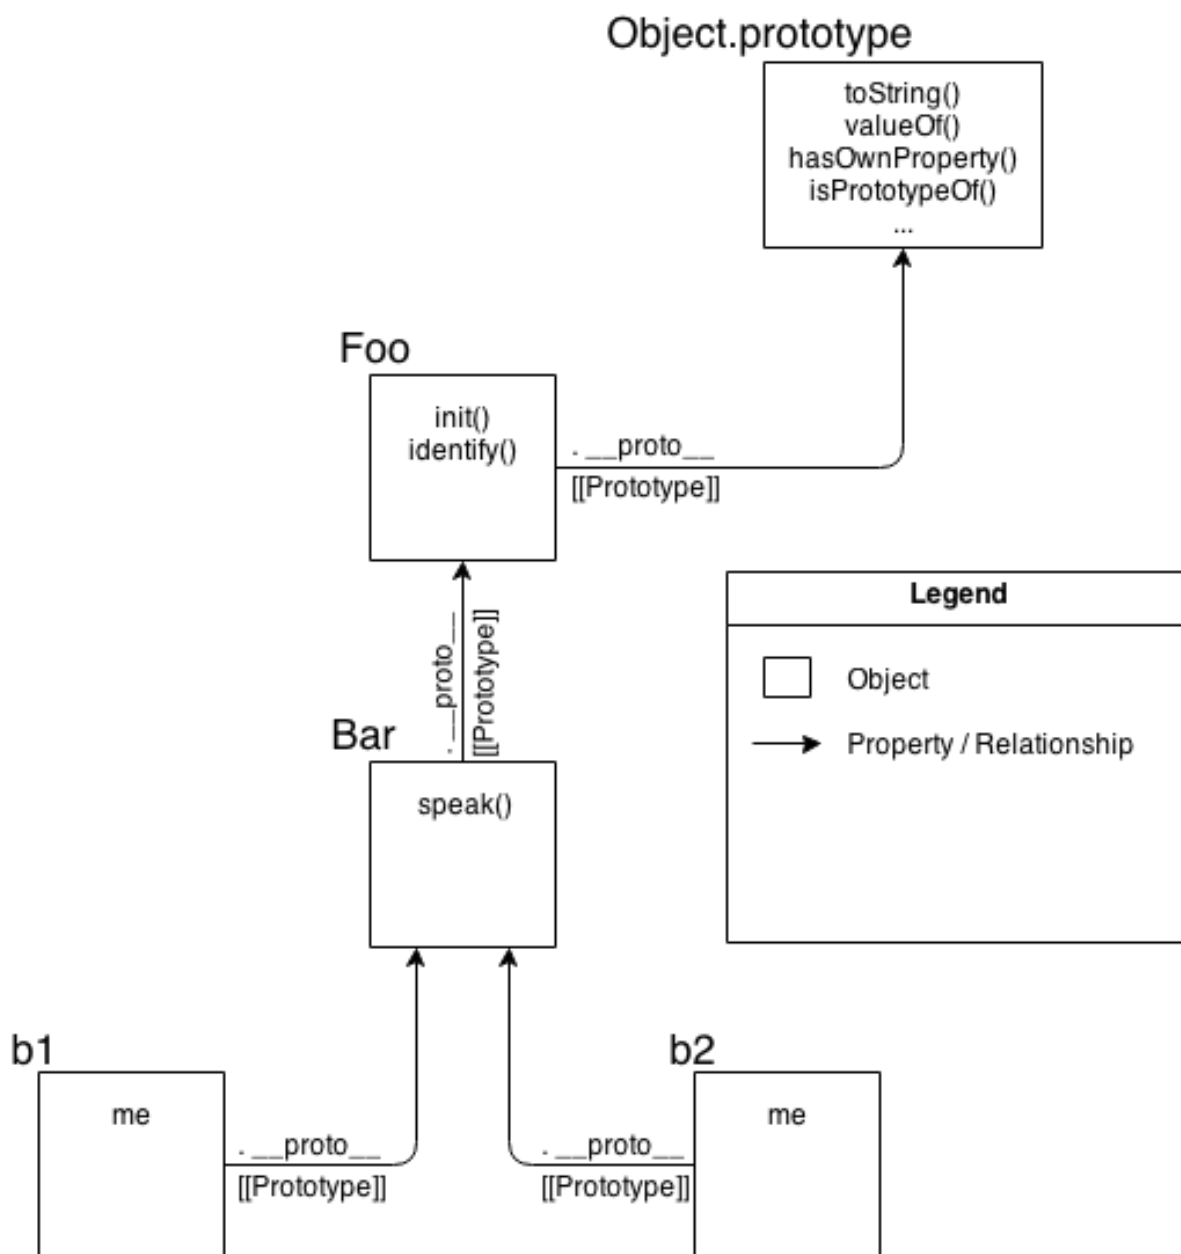 Object.prototype
toString()
valueOf()
hasOwnProperty()
isPrototypeOf()
...
Foo
init()
identify()
. __proto__
[[Prototype]]
. __proto__
[[Prototype]]
Legend
Object
Property / Relationship
Bar
speak()
b1
me
. __proto__
[[Prototype]]
b2
me
. __proto__
[[Prototype]]